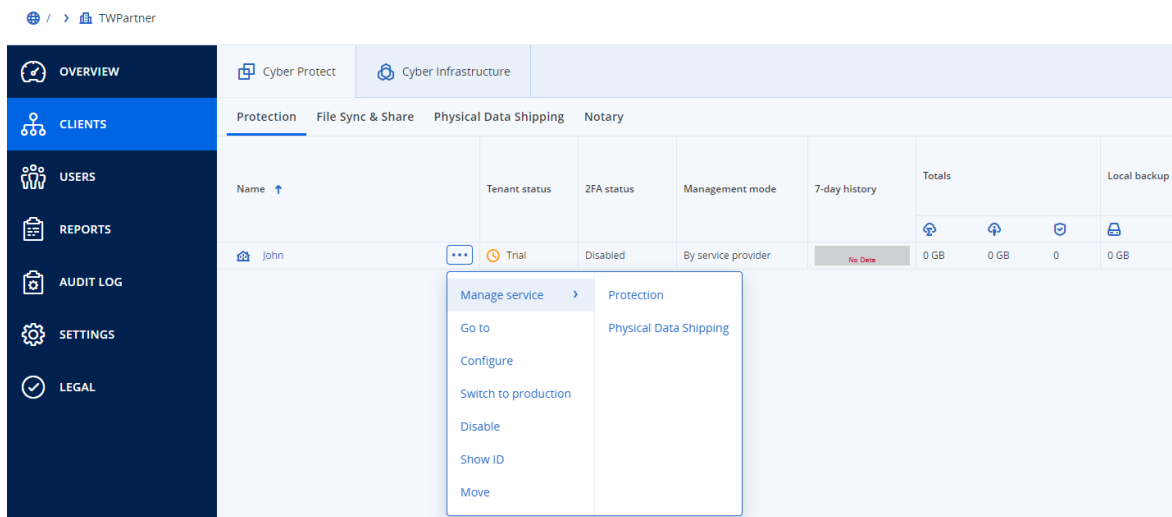 / > TWPartner
OVERVIEW
CLIENTS
USERS
REPORTS
AUDIT LOG
SETTINGS
LEGAL
Cyber Protect Cyber Infrastructure
Protection File Sync & Share Physical Data Shipping Notary
Name Tenant status 2FA status Management mode 7-day history Totals Local backup
John ... Trial Disabled By service provider No Data 0 GB 0 GB 0 0 GB
Manage service > Protection
Go to Physical Data Shipping
Configure
Switch to production
Disable
Show ID
Move